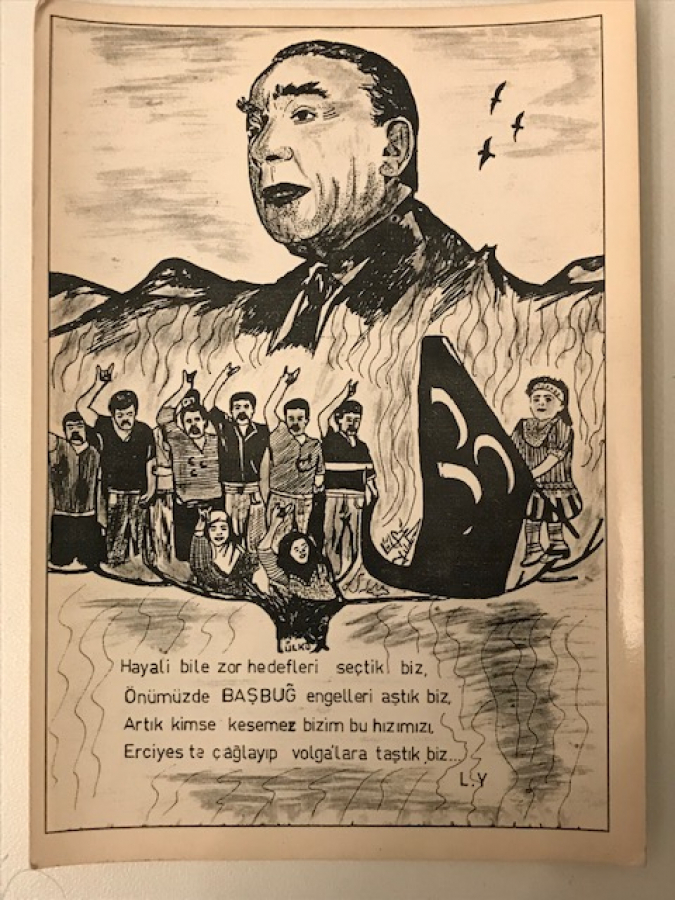 ÜLKÜ
Hayali bile zor hedefleri seçtik biz,
Önümüzde BAŞBUĞ engelleri aştık biz,
Artık kimse kesemez bizim bu hızımızı,
Erciyes te çağlayıp volga'lara taştık biz...
L.Y